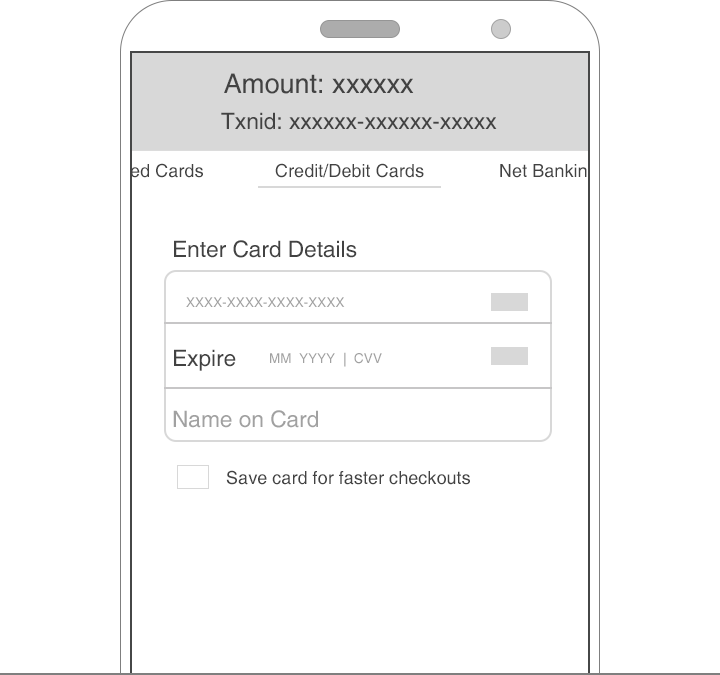 Amount: xxxxxx
Txnid: xxxxxx-xxxxxx-xxxxx
ed Cards Credit/Debit Cards Net Bankin
Enter Card Details
XXXX-XXXX-XXXX-XXXX
Expire MM YYYY | CVV
Name on Card
Save card for faster checkouts